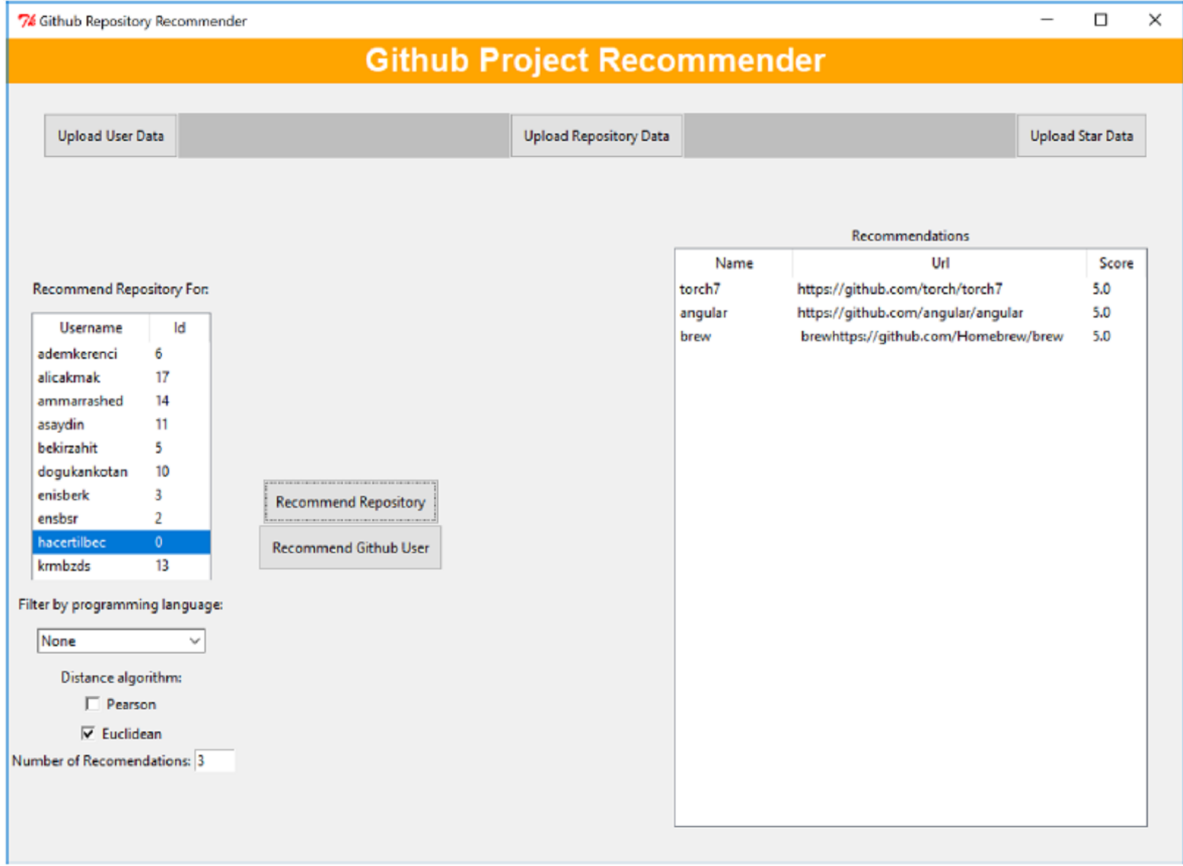 Github Repository Recommender
Github Project Recommender
Upload User Data
Upload Repository Data
Upload Star Data
Recommend Repository For:
Username Id
ademkerenci 6
alicakmak 17
ammarrashed 14
asaydin 11
bekirzahit 5
dogukankotan 10
enisberk 3
ensbsr 2
hacertilbec 0
krmbzds 13
Filter by programming language:
None
Distance algorithm:
Pearson
Euclidean
Number of Recomendations: 3
Recommend Repository
Recommend Github User
Recommendations
Name Url Score
torch7 https://github.com/torch/torch7 5.0
angular https://github.com/angular/angular 5.0
brew brewhttps://github.com/Homebrew/brew 5.0